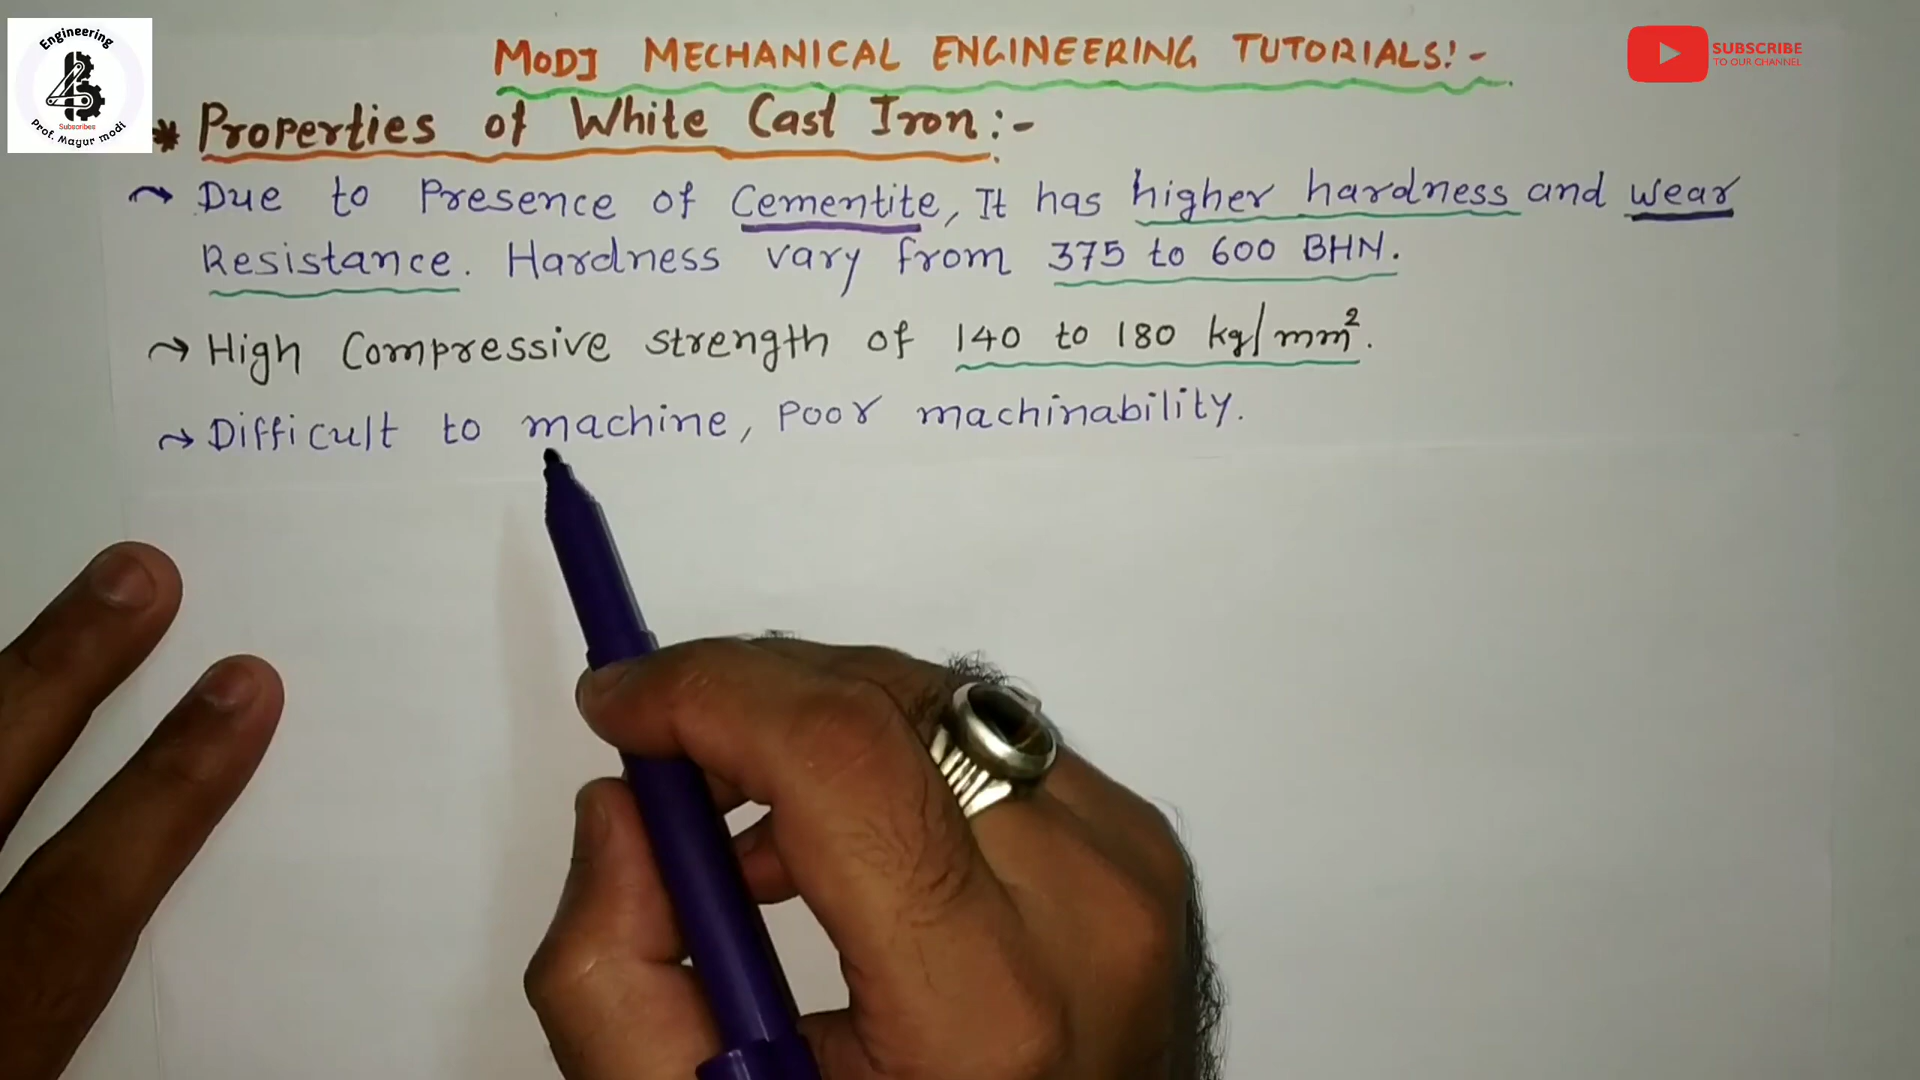 Engineering
Subscribes
Prof. Mayur modi
MODI MECHANICAL ENGINEERING TUTORIALS:-
SUBSCRIBE
TO OUR CHANNEL
* Properties of White Cast Iron:-
→ Due to Presence of Cementite, It has higher hardness and wear
Resistance. Hardness vary from 375 to 600 BHN.
→ High Compressive strength of 140 to 180 kg/mm².
→ Difficult to machine, Poor machinability.